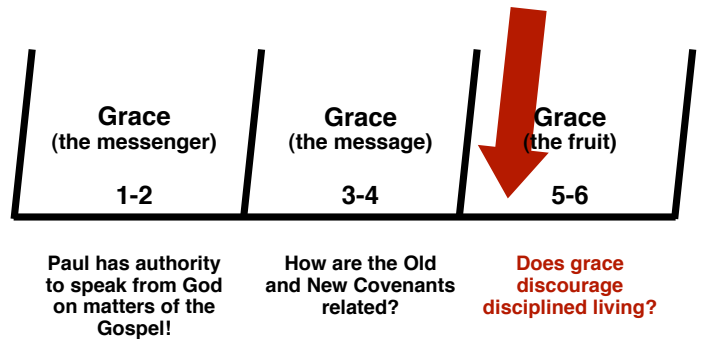 Grace
(the messenger)
1-2
Paul has authority
to speak from God
on matters of the
Gospel!
Grace
(the message)
3-4
How are the Old
and New Covenants
related?
Grace
(the fruit)
5-6
Does grace
discourage
disciplined living?